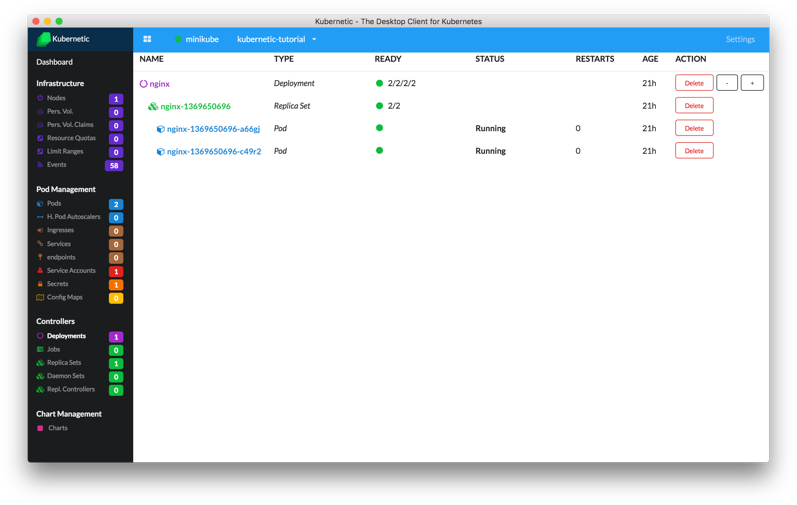 Kubernetic - The Desktop Client for Kubernetes
Kubernetic
minikube kubernetic-tutorial Settings
Dashboard
Infrastructure
Nodes 1
Pers. Vol. 0
Pers. Vol. Claims 0
Resource Quotas 0
Limit Ranges 0
Events 58
Pod Management
Pods 2
H. Pod Autoscalers 0
Ingresses 0
Services 0
endpoints 0
Service Accounts 1
Secrets 1
Config Maps 0
Controllers
Deployments 1
Jobs 0
Replica Sets 1
Daemon Sets 0
Repl. Controllers 0
Chart Management
Charts
NAME TYPE READY STATUS RESTARTS AGE ACTION
nginx Deployment 2/2/2/2 21h Delete - +
nginx-1369650696 Replica Set 2/2 21h Delete
nginx-1369650696-a66gj Pod Running 0 21h Delete
nginx-1369650696-c49r2 Pod Running 0 21h Delete